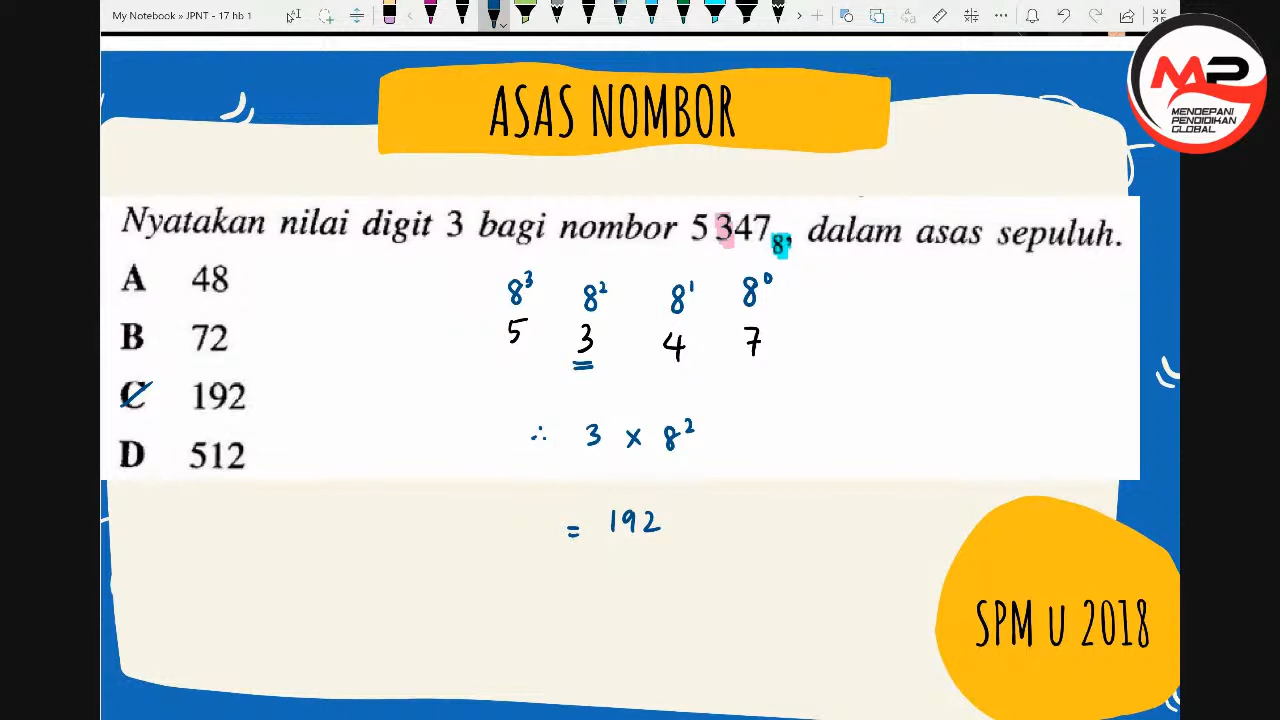 My Notebook » JPNT - 17 hb 1
MP
MENDEPANI
PENDIDIKAN
GLOBAL
ASAS NOMBOR
Nyatakan nilai digit 3 bagi nombor 5 347₈, dalam asas sepuluh.
A 48
B 72
C 192
D 512
8³ 8² 8¹ 8⁰
5 3 4 7
∴ 3 × 8²
= 192
SPM U 2018